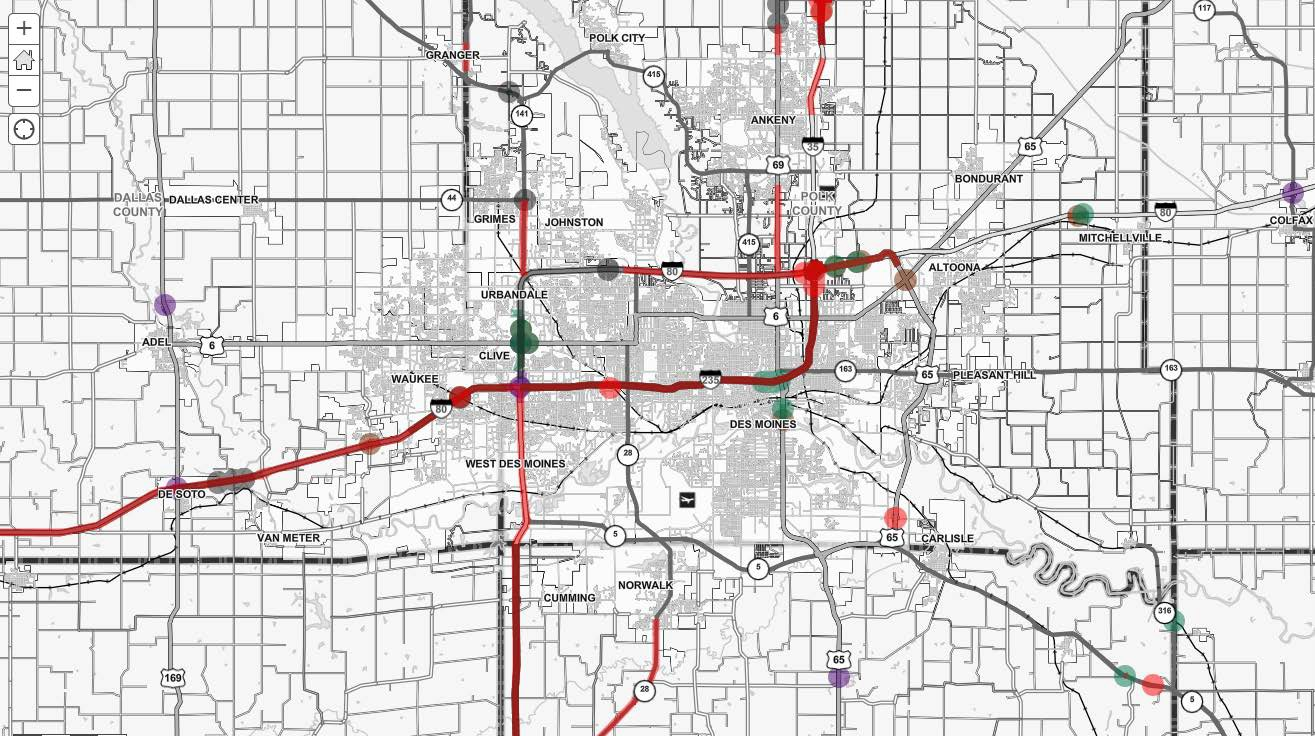 117
+
POLK CITY
GRANGER
415
−
141
ANKENY
35
65
69
BONDURANT
DALLAS
COUNTY
DALLAS CENTER
44
POLK
COUNTY
GRIMES
JOHNSTON
80
COLFAX
MITCHELLVILLE
415
80
ALTOONA
URBANDALE
6
ADEL
6
CLIVE
163
163
65
PLEASANT HILL
WAUKEE
235
80
DES MOINES
28
WEST DES MOINES
DE SOTO
VAN METER
5
65
CARLISLE
5
NORWALK
CUMMING
316
65
169
28
5